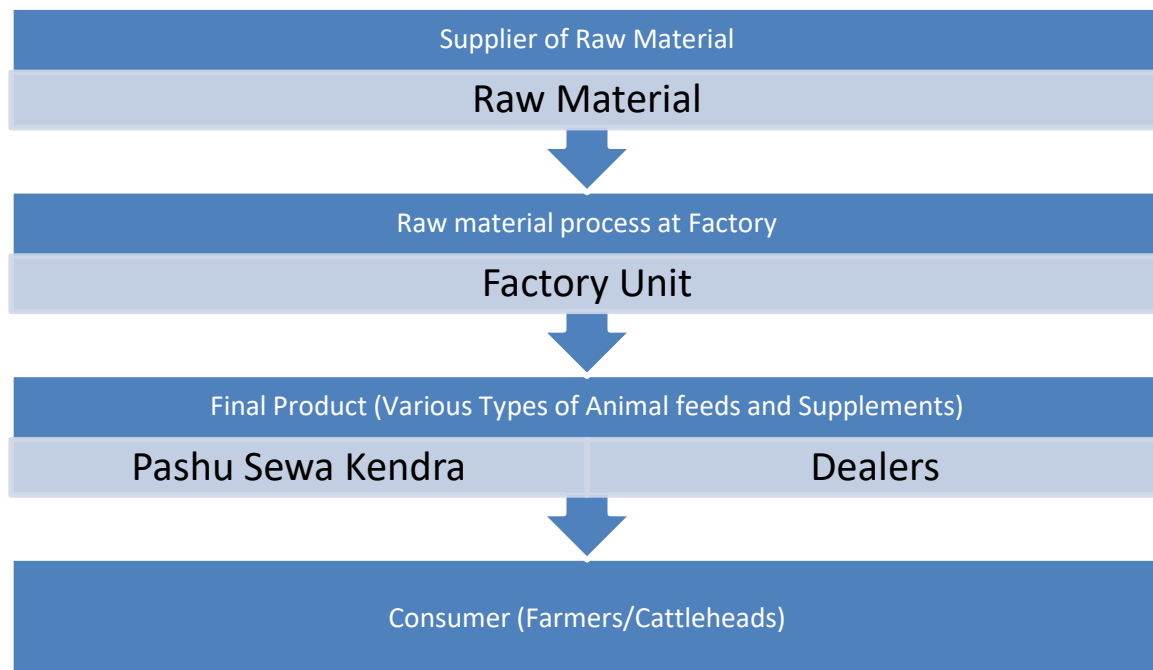 Supplier of Raw Material
Raw Material
Raw material process at Factory
Factory Unit
Final Product (Various Types of Animal feeds and Supplements)
Pashu Sewa Kendra
Dealers
Consumer (Farmers/Cattleheads)